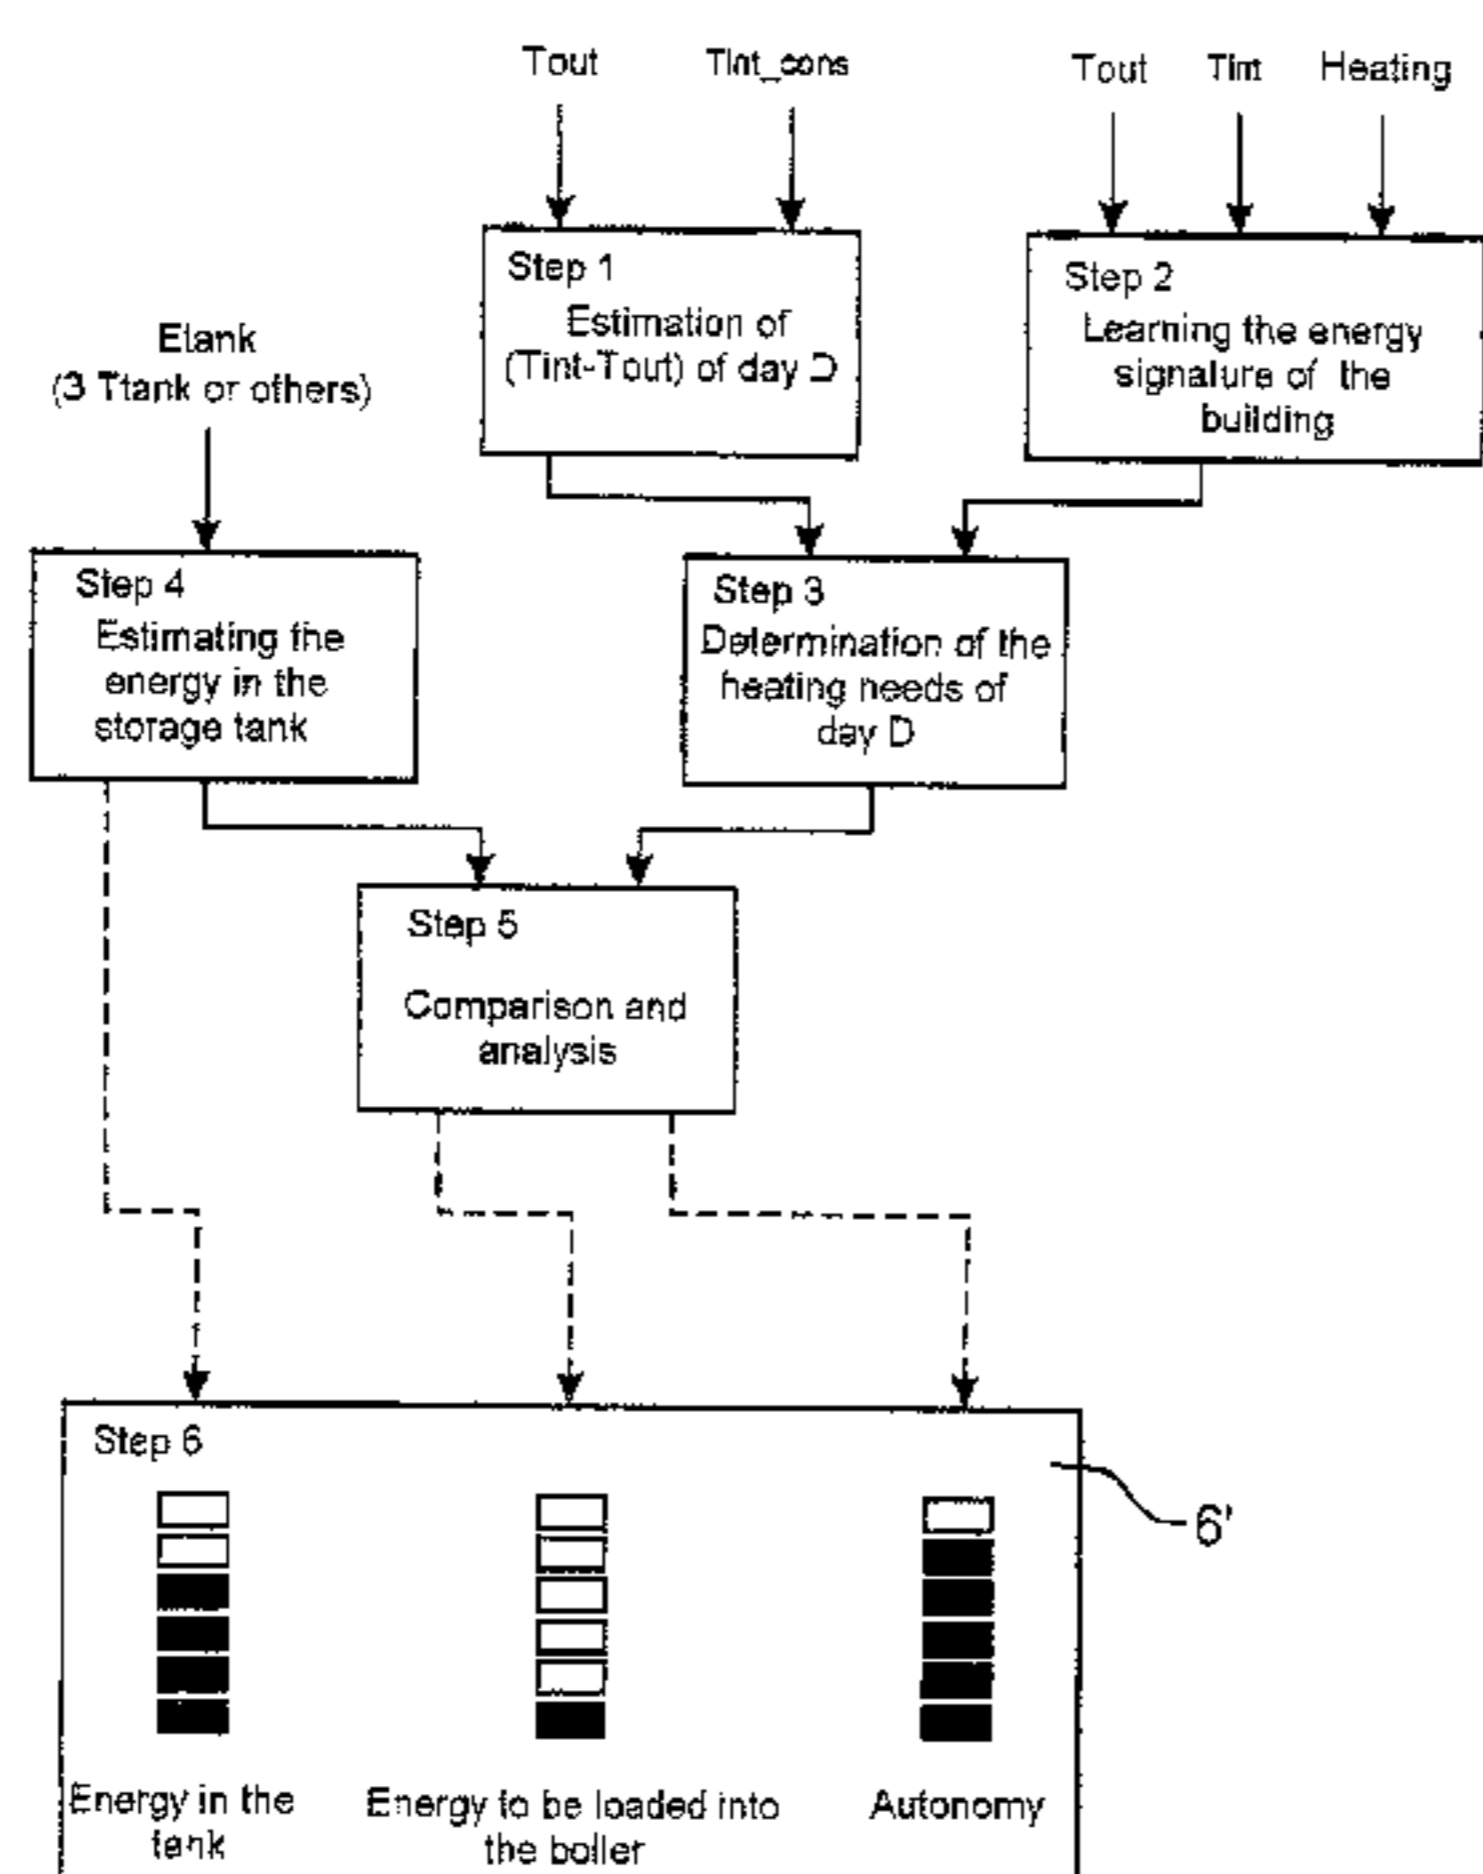 Tout Tint_cons
Tout Tint Heating
Step 1
Estimation of
(Tint-Tout) of day D
Step 2
Learning the energy
signature of the
building
Etank
(3 Ttank or others)
Step 4
Estimating the
energy in the
storage tank
Step 3
Determination of the
heating needs of
day D
Step 5
Comparison and
analysis
Step 6
6'
Energy in the
tank
Energy to be loaded into
the boiler
Autonomy